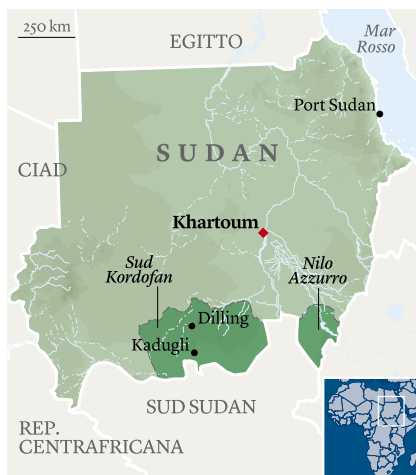 250 km
EGITTO
Mar
Rosso
Port Sudan
SUDAN
CIAD
Khartoum
Sud
Kordofan
Nilo
Azzurro
Dilling
Kadugli
SUD SUDAN
REP.
CENTRAFRICANA